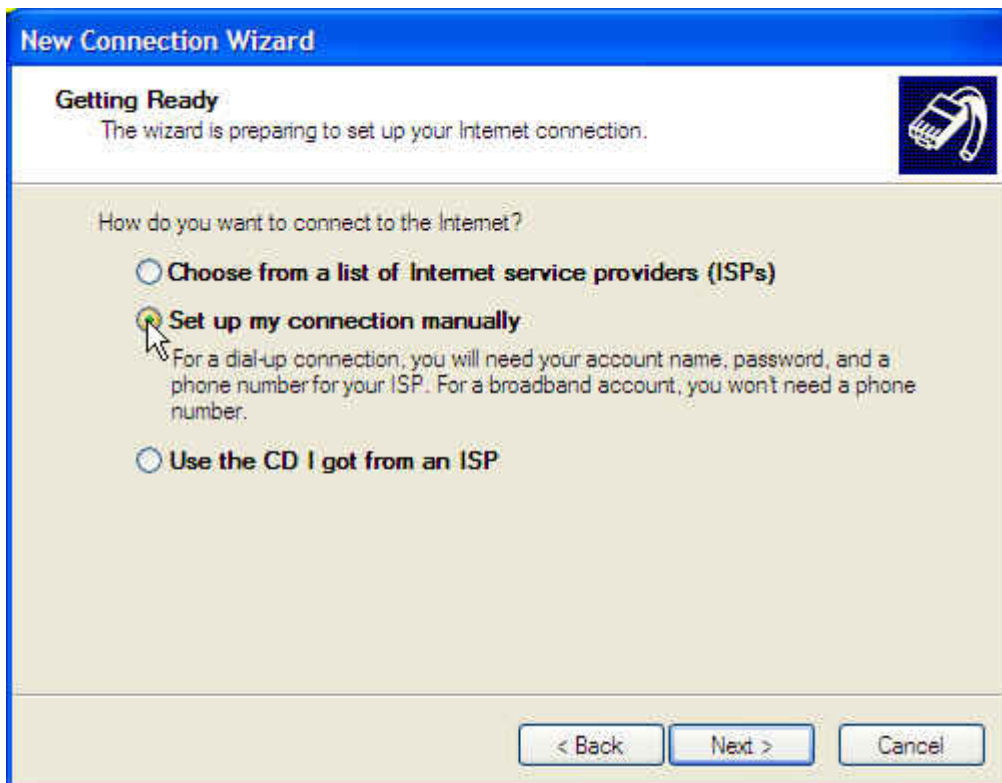 New Connection Wizard
Getting Ready
The wizard is preparing to set up your Internet connection.
How do you want to connect to the Internet?
Choose from a list of Internet service providers (ISPs)
Set up my connection manually
For a dial-up connection, you will need your account name, password, and a
phone number for your ISP. For a broadband account, you won't need a phone
number.
Use the CD I got from an ISP
< Back Next > Cancel